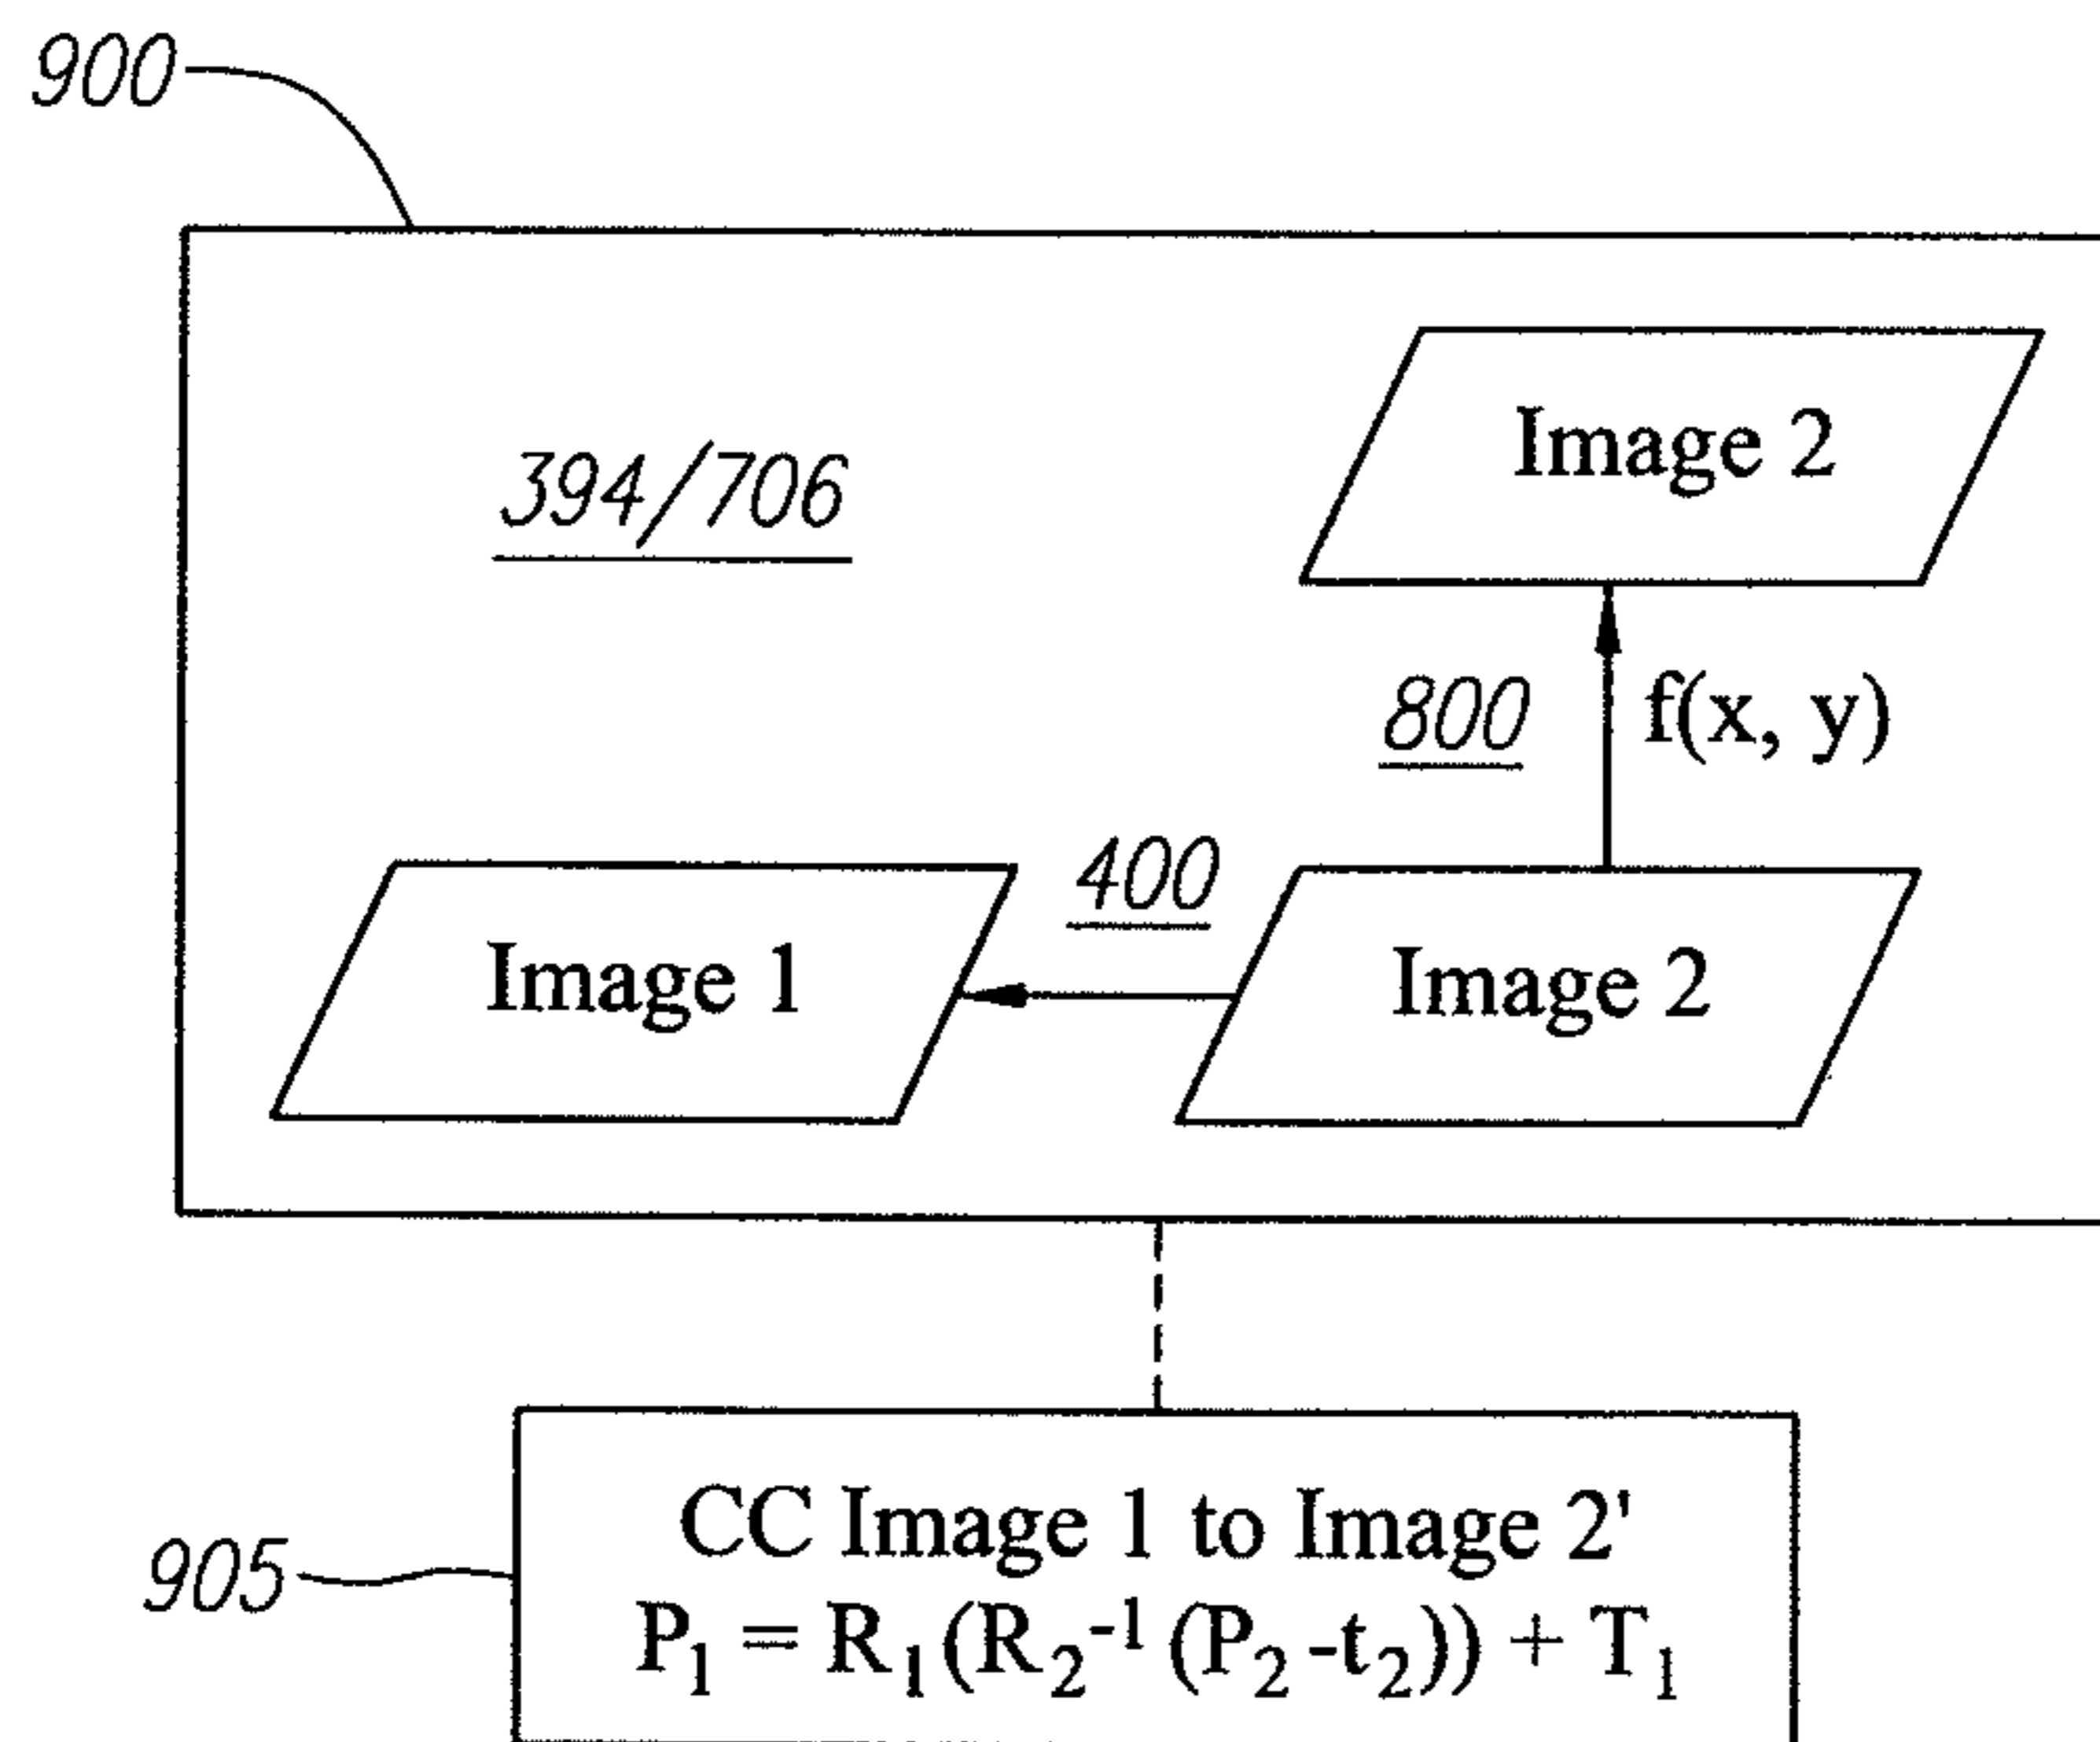 900
Image 2
394/706
800 f(x, y)
400
Image 1
Image 2
CC Image 1 to Image 2'
905
P₁ = R₁(R₂⁻¹ (P₂ -t₂)) + T₁